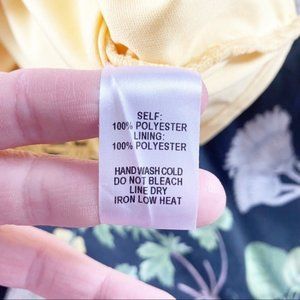 SELF:
100% POLYESTER
LINING:
100% POLYESTER
HAND WASH COLD
DO NOT BLEACH
LINE DRY
IRON LOW HEAT